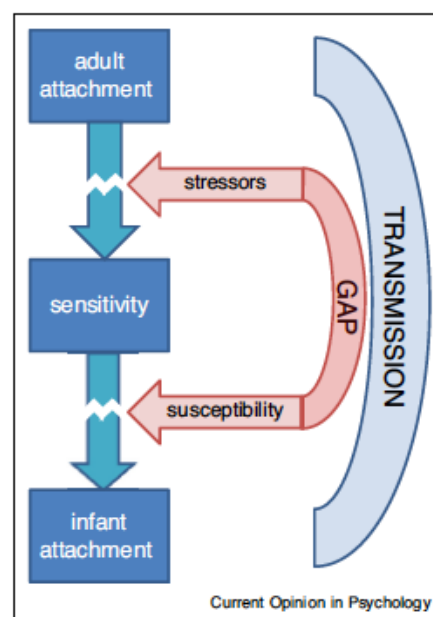 adult
attachment
stressors
sensitivity
GAP
TRANSMISSION
susceptibility
infant
attachment
Current Opinion in Psychology